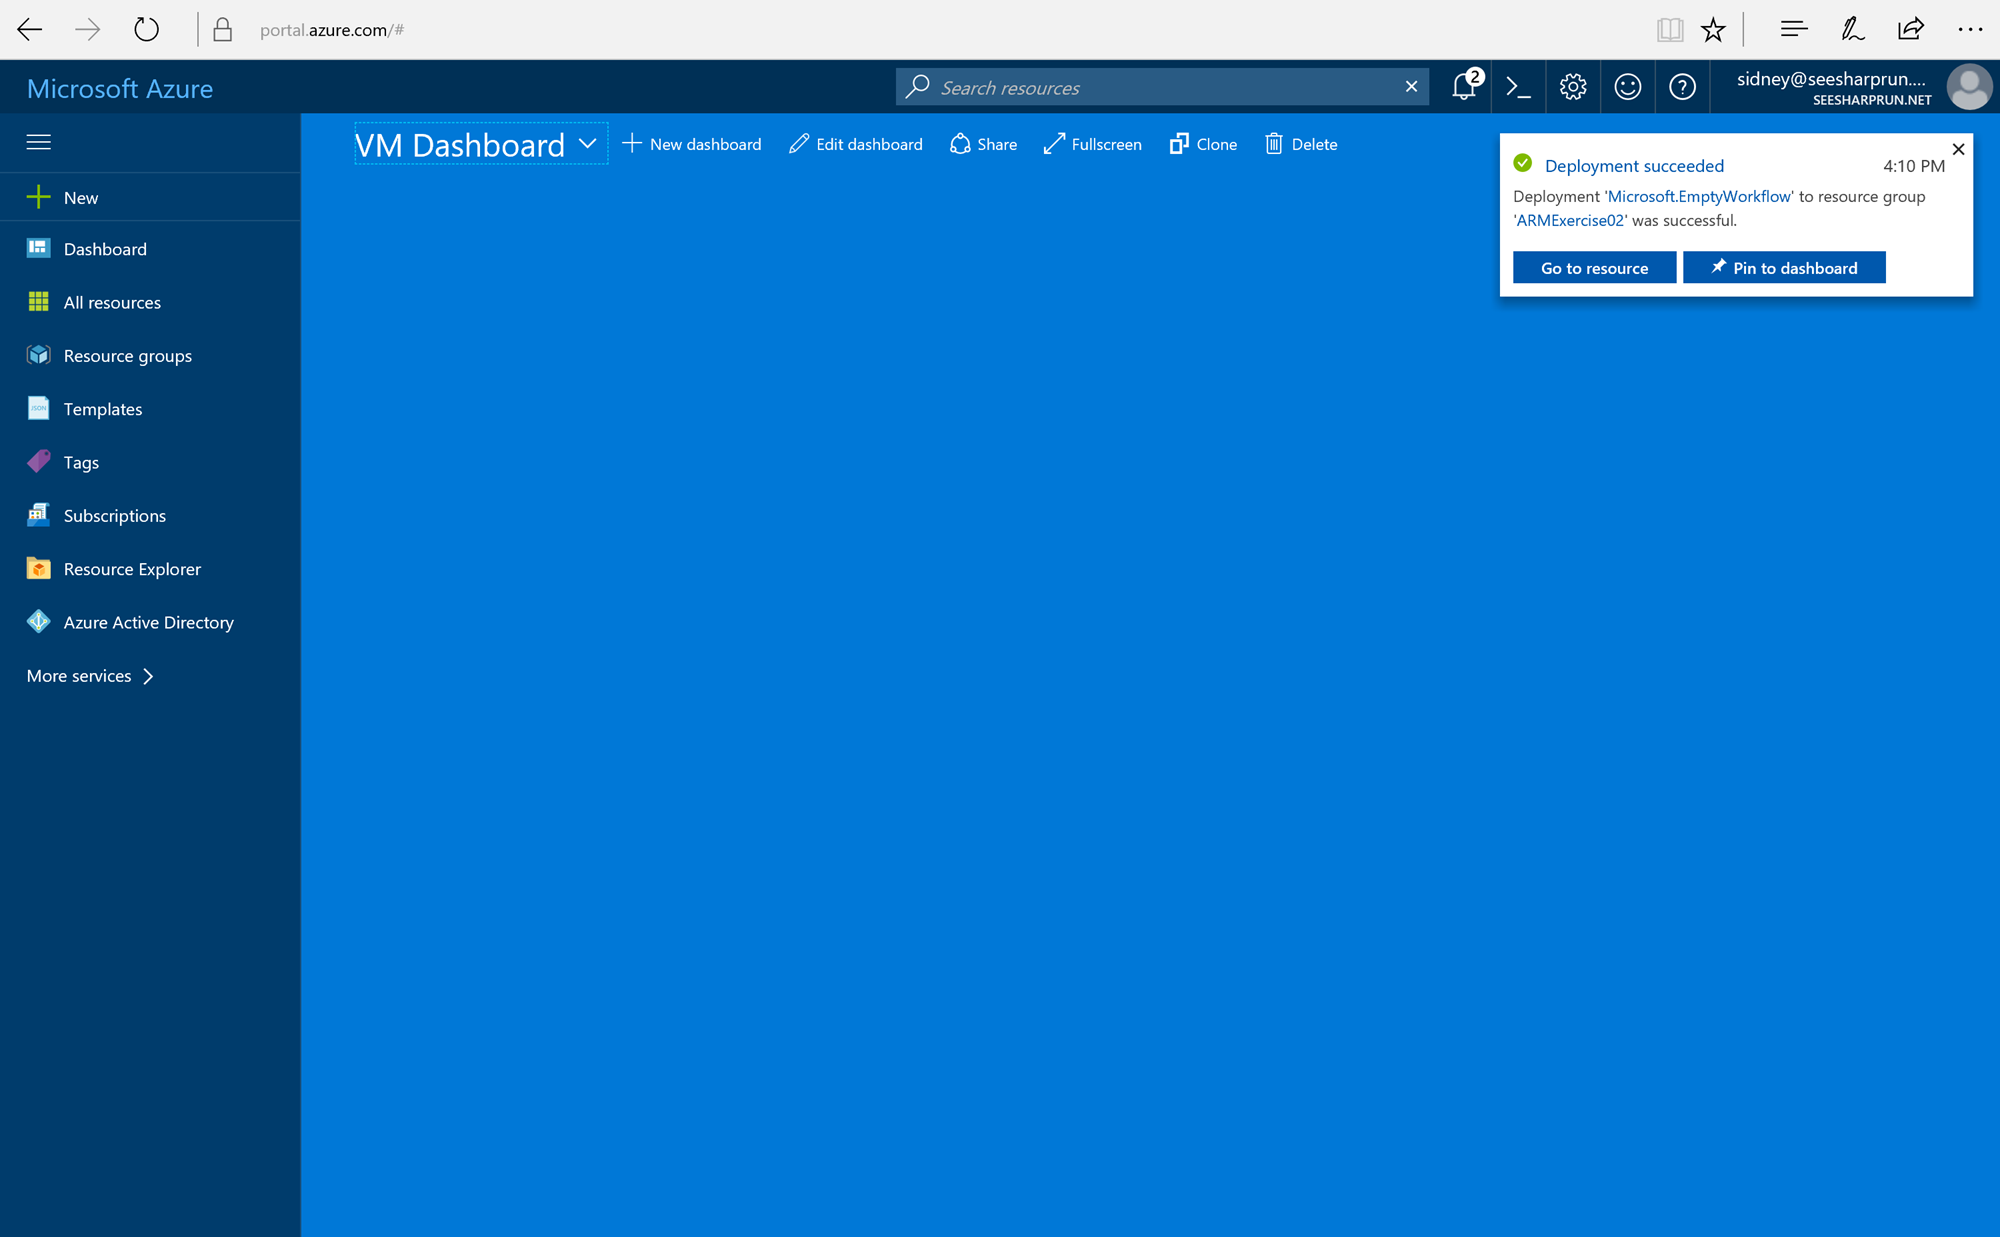 portal.azure.com/#
Microsoft Azure
Search resources
2
sidney@seesharprun....
SEESHARPRUN.NET
VM Dashboard
New dashboard
Edit dashboard
Share
Fullscreen
Clone
Delete
Deployment succeeded
4:10 PM
Deployment 'Microsoft.EmptyWorkflow' to resource group
'ARMExercise02' was successful.
Go to resource
Pin to dashboard
New
Dashboard
All resources
Resource groups
JSON
Templates
Tags
Subscriptions
Resource Explorer
Azure Active Directory
More services